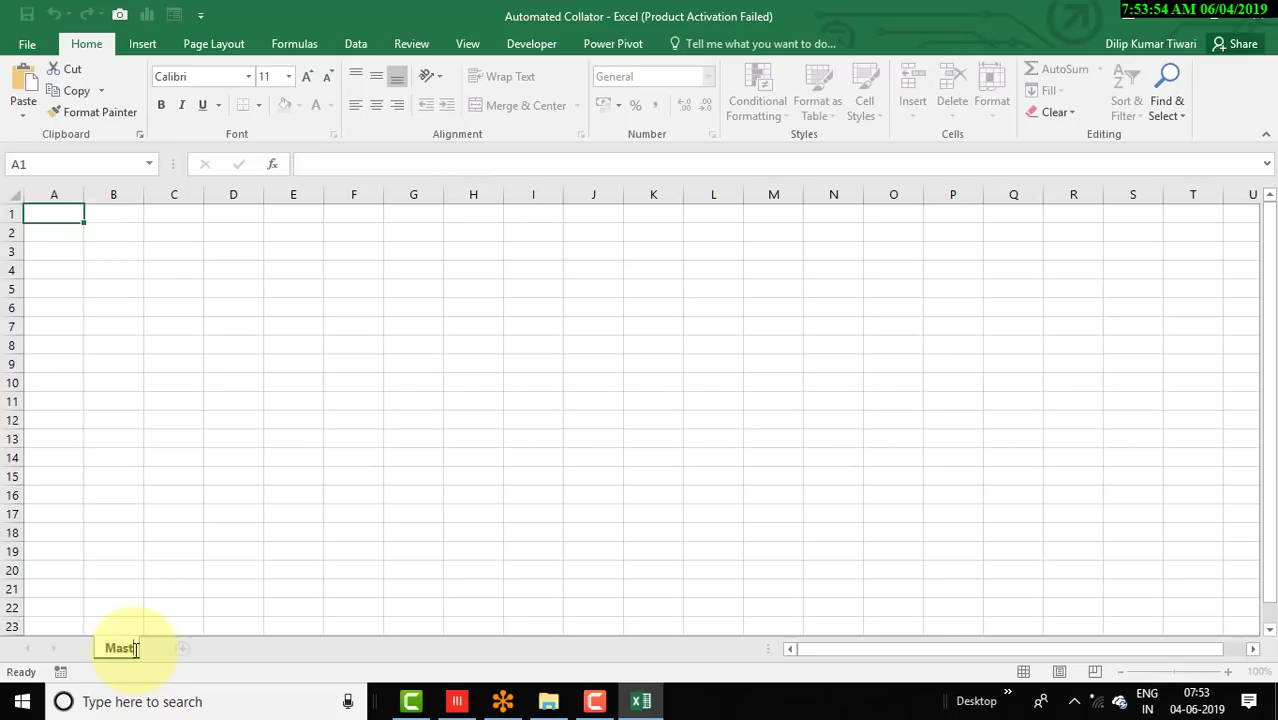 7:53:54 AM 06/04/2019
Automated Collator - Excel (Product Activation Failed)
File Home Insert Page Layout Formulas Data Review View Developer Power Pivot Tell me what you want to do... Dilip Kumar Tiwari Share
Paste
Cut
Copy
Format Painter
Clipboard
Calibri 11
B I U
Font
Wrap Text
Merge & Center
Alignment
General
Number
Conditional Formatting
Format as Table
Cell Styles
Styles
Insert Delete Format
Cells
AutoSum
Fill
Clear
Sort & Filter
Find & Select
Editing
A1 fx
A B C D E F G H I J K L M N O P Q R S T U
1
2
3
4
5
6
7
8
9
10
11
12
13
14
15
16
17
18
19
20
21
22
23
Mast
Ready 100%
Type here to search Desktop ENG IN 07:53 04-06-2019